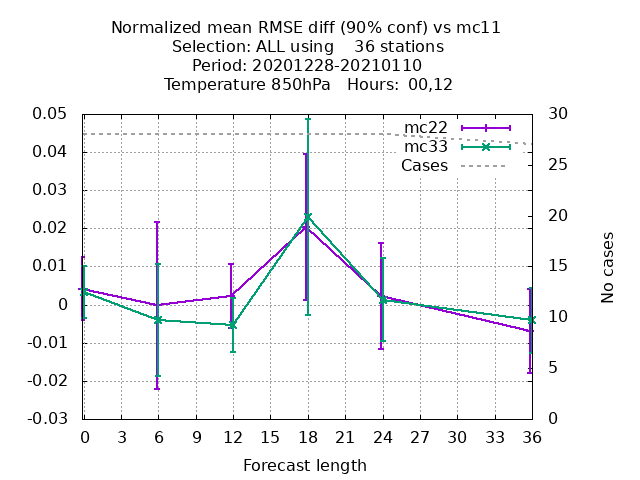 Normalized mean RMSE diff (90% conf) vs mc11
Selection: ALL using    36 stations
Period: 20201228-20210110
Temperature 850hPa   Hours: 00,12
0.05
0.04
0.03
0.02
0.01
0
-0.01
-0.02
-0.03
30
25
20
15
10
5
0
mc22
mc33
Cases
No cases
0 3 6 9 12 15 18 21 24 27 30 33 36
Forecast length